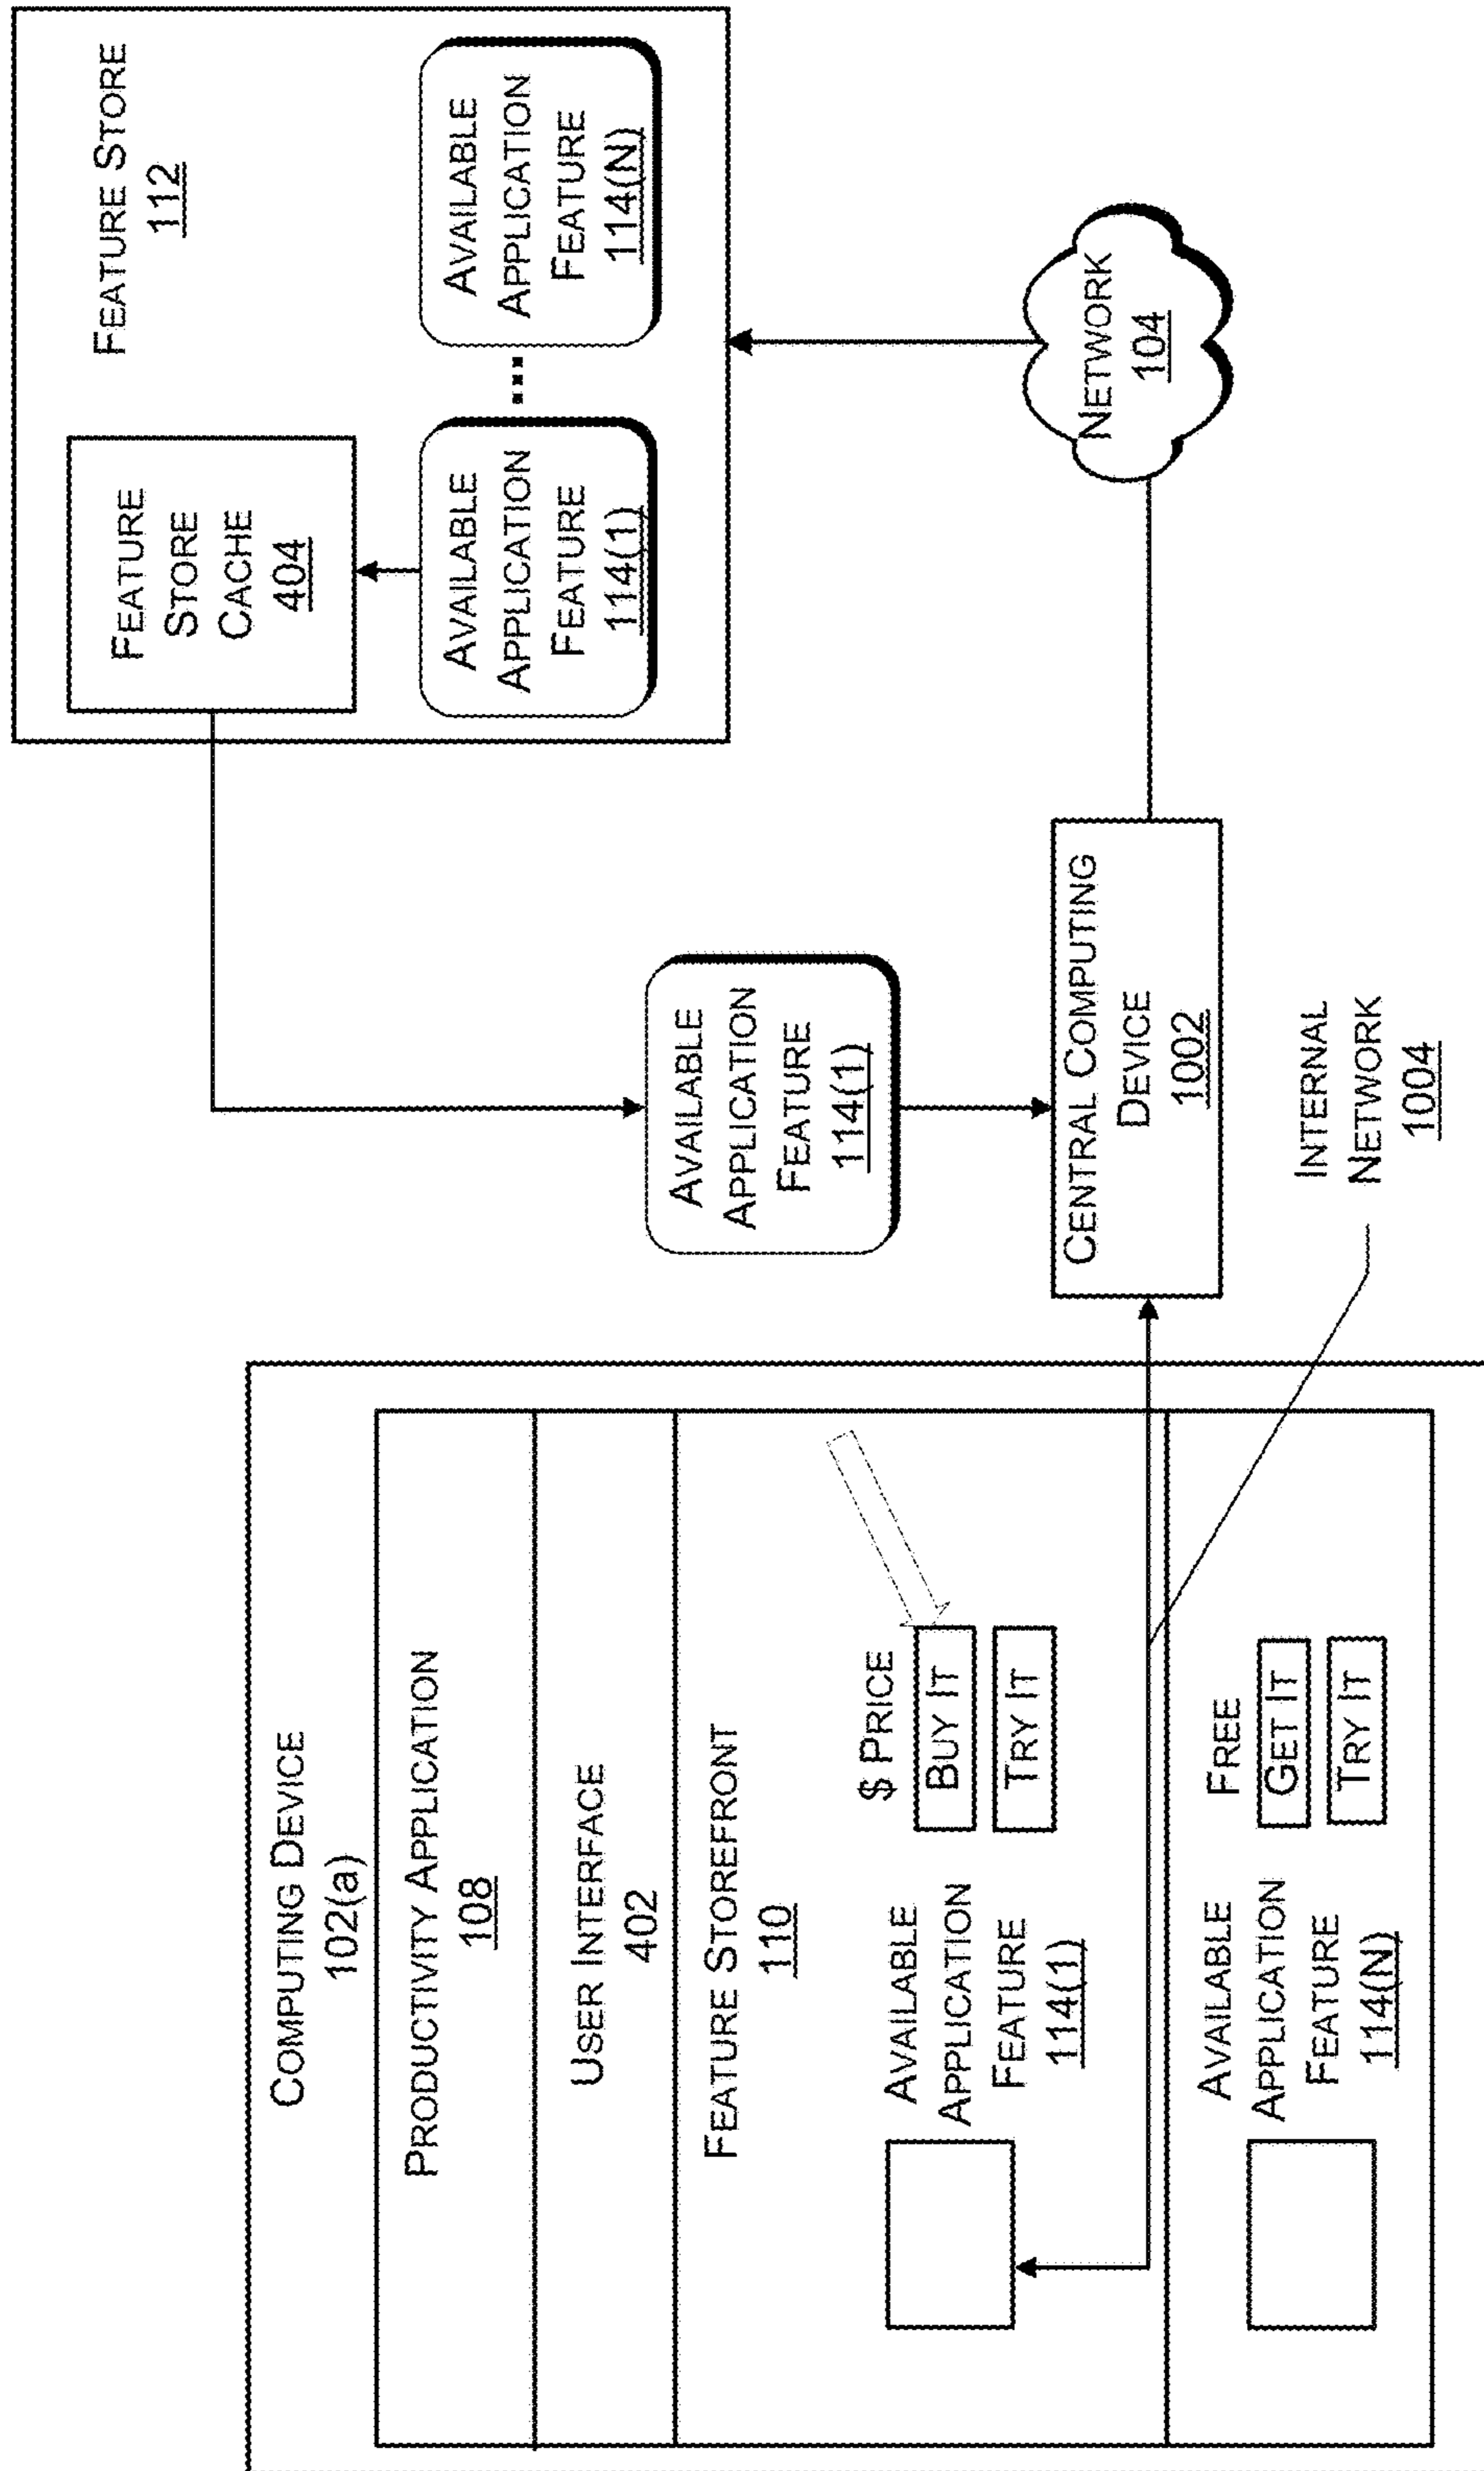 COMPUTING DEVICE
102(a)
PRODUCTIVITY APPLICATION
108
USER INTERFACE
402
FEATURE STOREFRONT
110
AVAILABLE
APPLICATION
FEATURE
114(1)
$ PRICE
BUY IT
TRY IT
AVAILABLE
APPLICATION
FEATURE
114(N)
FREE
GET IT
TRY IT
AVAILABLE
APPLICATION
FEATURE
114(1)
CENTRAL COMPUTING
DEVICE
1002
INTERNAL
NETWORK
1004
FEATURE STORE
112
FEATURE
STORE
CACHE
404
AVAILABLE
APPLICATION
FEATURE
114(1)
...
AVAILABLE
APPLICATION
FEATURE
114(N)
NETWORK
104